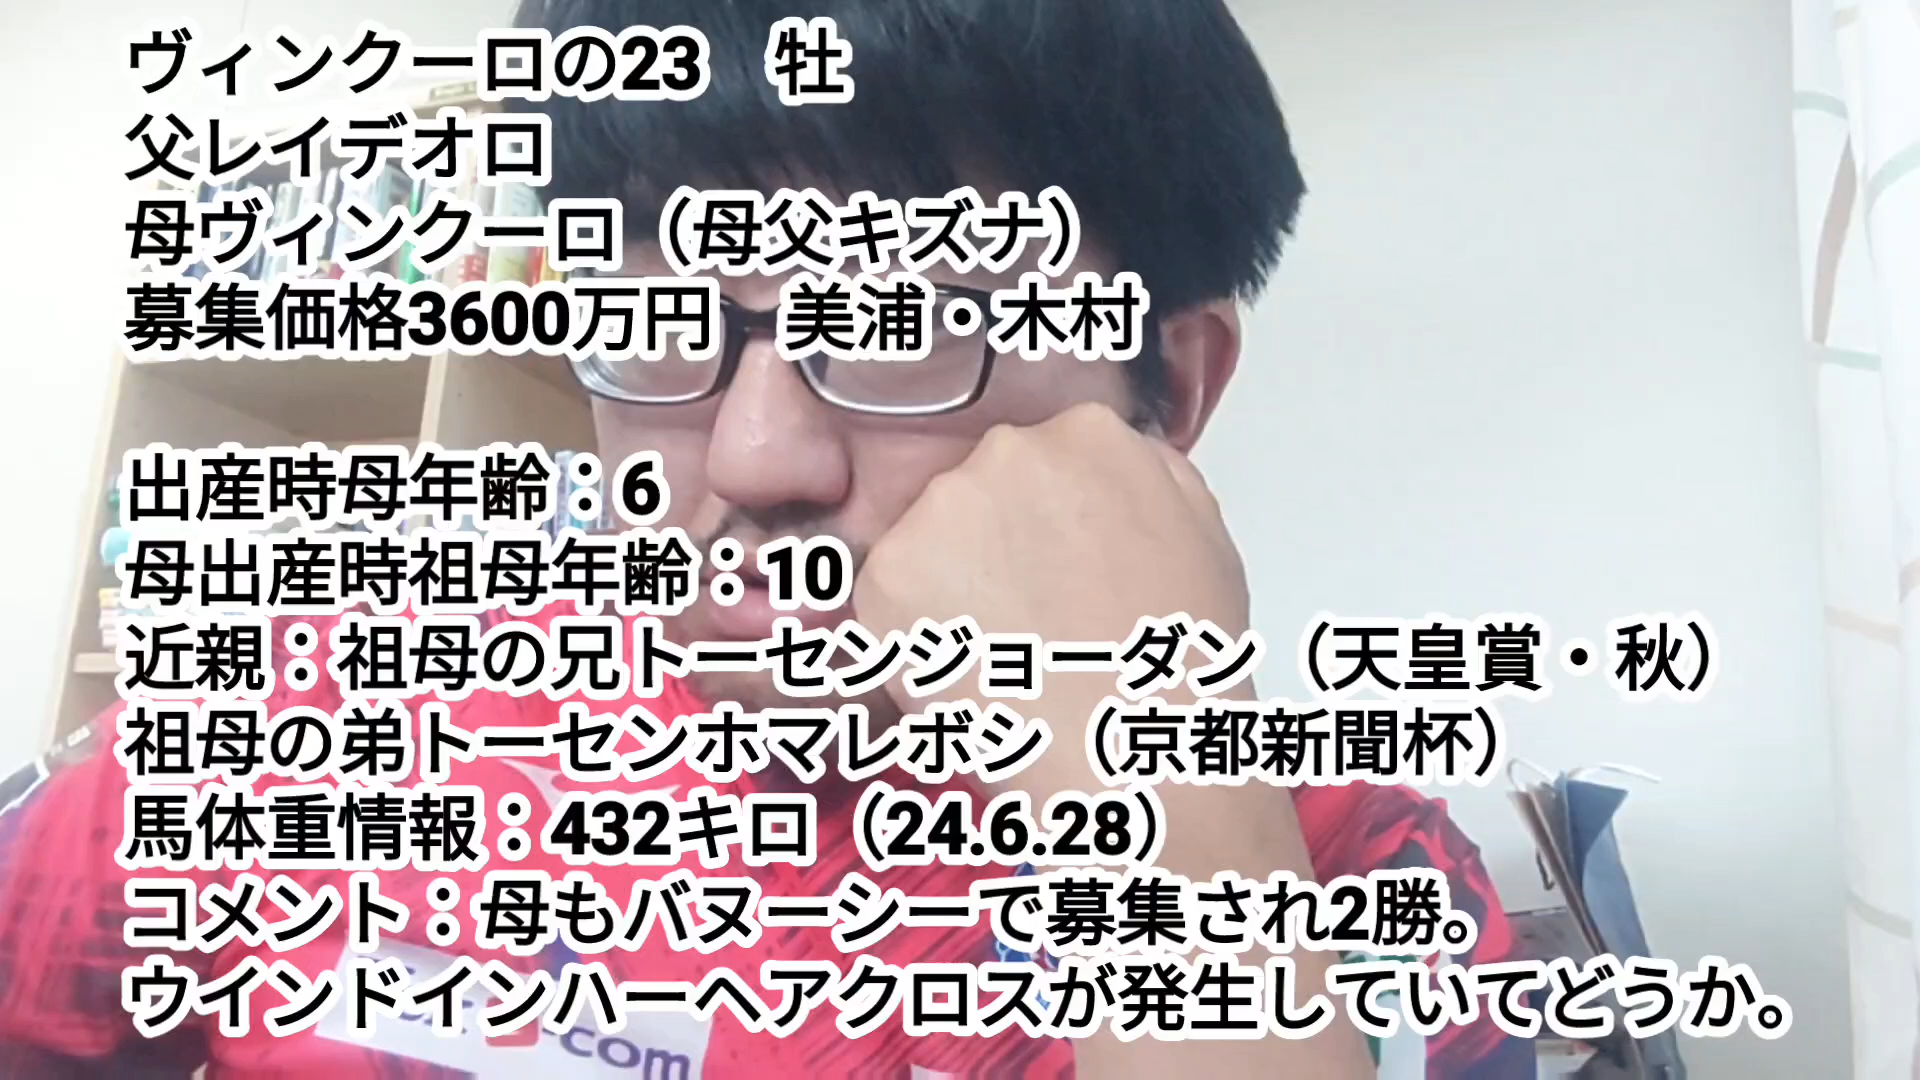 ヴィンクーロの23　牡
父レイデオロ
母ヴィンクーロ（母父キズナ）
募集価格3600万円　美浦・木村
出産時母年齢：6
母出産時祖母年齢：10
近親：祖母の兄トーセンジョーダン（天皇賞・秋）
祖母の弟トーセンホマレボシ（京都新聞杯）
馬体重情報：432キロ（24.6.28）
コメント：母もバヌーシーで募集され2勝。
ウインドインハーヘアクロスが発生していてどうか。
com